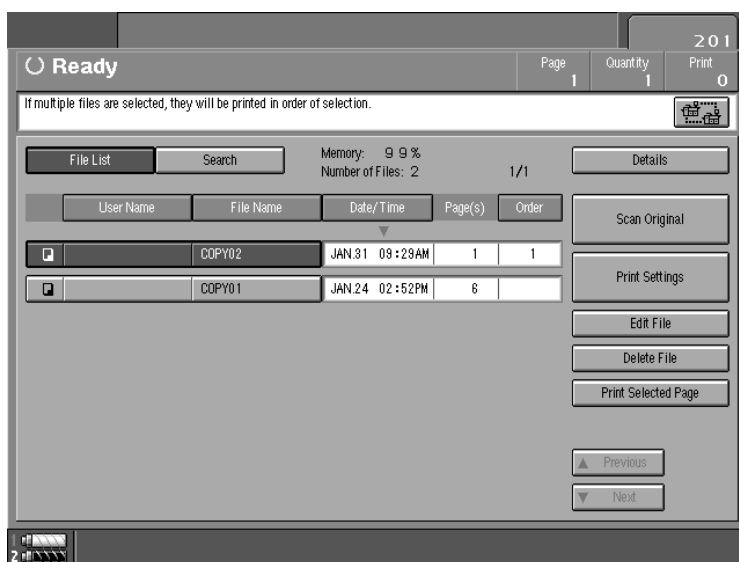 201
Ready
Page 1
Quantity 1
Print 0
If multiple files are selected, they will be printed in order of selection.
File List
Search
Memory: 99%
Number of Files: 2
1/1
Details
User Name
File Name
Date/Time
Page(s)
Order
Scan Original
COPY02
JAN.31 09:29AM
1
1
Print Settings
COPY01
JAN.24 02:52PM
6
Edit File
Delete File
Print Selected Page
▲ Previous
▼ Next
1
2